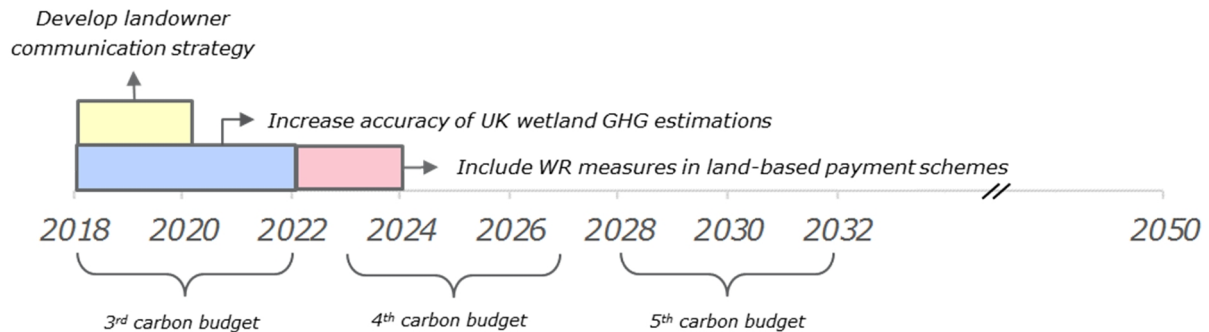 Develop landowner
communication strategy
Increase accuracy of UK wetland GHG estimations
Include WR measures in land-based payment schemes
2018 2020 2022 2024 2026 2028 2030 2032 2050
3rd carbon budget 4th carbon budget 5th carbon budget